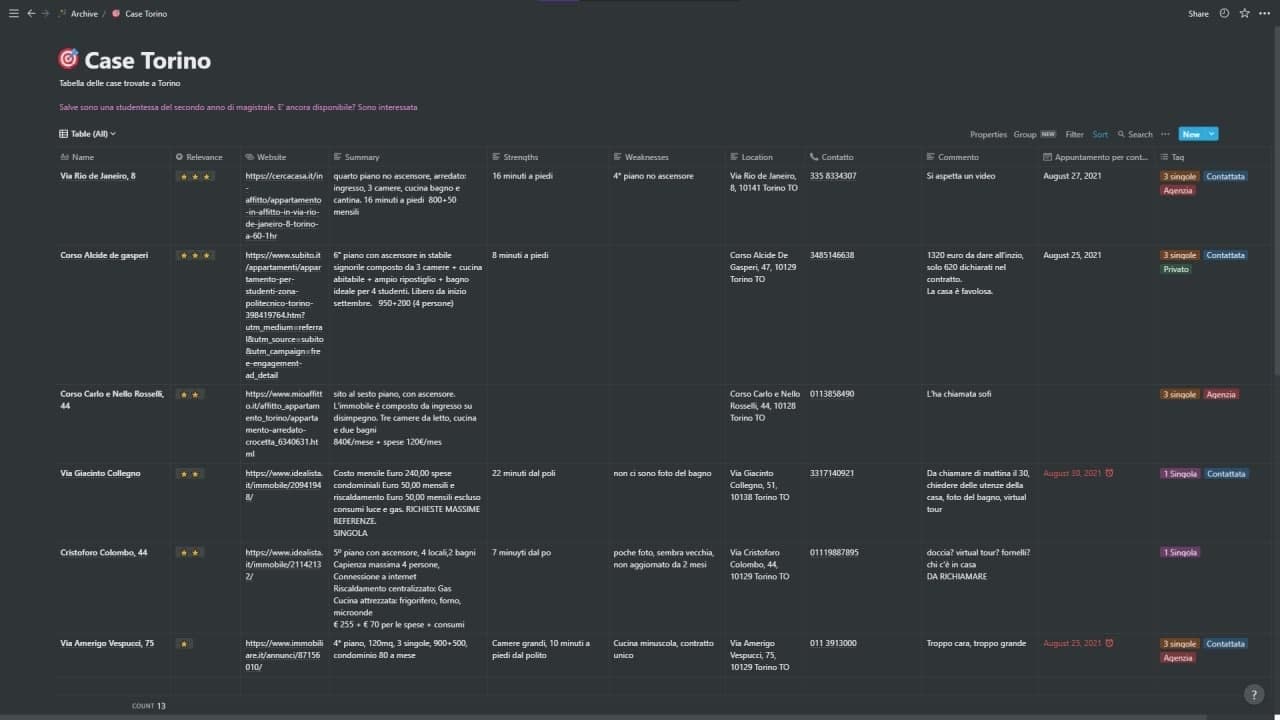 Archive / Case Torino
Share
Case Torino
Tabella delle case trovate a Torino
Salve sono una studentessa del secondo anno di magistrale. E' ancora disponibile? Sono interessata
Table (All)
Properties Group NEW Filter Sort Search ··· New
Name Relevance Website Summary Strengths Weaknesses Location Contatto Commento Appuntamento per cont... Tag
Via Rio de Janeiro, 8
https://cercacasa.it/in
-
affitto/appartamento
-in-affitto-in-via-rio-
de-janeiro-8-torino-
a-60-1hr
quarto piano no ascensore, arredato:
ingresso, 3 camere, cucina bagno e
cantina. 16 minuti a piedi 800+50
mensili
16 minuti a piedi
4° piano no ascensore
Via Rio de Janeiro,
8, 10141 Torino TO
335 8334307
Si aspetta un video
August 27, 2021
3 singole Contattata
Agenzia
Corso Alcide de gasperi
https://www.subito.it
/appartamenti/appar
tamento-per-
studenti-zona-
politecnico-torino-
398419764.htm?
utm_medium=referra
l&utm_source=subito
&utm_campaign=fre
e-engagement-
ad_detail
6° piano con ascensore in stabile
signorile composto da 3 camere + cucina
abitabile + ampio ripostiglio + bagno
ideale per 4 studenti. Libero da inizio
settembre. 950+200 (4 persone)
8 minuti a piedi
Corso Alcide De
Gasperi, 47, 10129
Torino TO
3485146638
1320 euro da dare all'inzio,
solo 620 dichiarati nel
contratto.
La casa è favolosa.
August 25, 2021
3 singole Contattata
Privato
Corso Carlo e Nello Rosselli,
44
https://www.mioaffitt
o.it/affitto_appartam
ento_torino/apparta
mento-arredato-
crocetta_6340631.ht
ml
sito al sesto piano, con ascensore.
L'immobile è composto da ingresso su
disimpegno. Tre camere da letto, cucina
e due bagni
840€/mese + spese 120€/mes
Corso Carlo e Nello
Rosselli, 44, 10128
Torino TO
0113858490
L'ha chiamata sofi
3 singole Agenzia
Via Giacinto Collegno
https://www.idealista.
it/immobile/2094194
8/
Costo mensile Euro 240,00 spese
condominiali Euro 50,00 mensili e
riscaldamento Euro 50,00 mensili escluso
consumi luce e gas. RICHIESTE MASSIME
REFERENZE.
SINGOLA
22 minuti dal poli
non ci sono foto del bagno
Via Giacinto
Collegno, 51,
10138 Torino TO
3317140921
Da chiamare di mattina il 30,
chiedere delle utenze della
casa, foto del bagno, virtual
tour
August 30, 2021
1 Singola Contattata
Cristoforo Colombo, 44
https://www.idealista.
it/immobile/2114213
2/
5º piano con ascensore, 4 locali,2 bagni
Capienza massima 4 persone,
Connessione a internet
Riscaldamento centralizzato: Gas
Cucina attrezzata: frigorifero, forno,
microonde
€ 255 + € 70 per le spese + consumi
7 minuyti dal po
poche foto, sembra vecchia,
non aggiornato da 2 mesi
Via Cristoforo
Colombo, 44,
10129 Torino TO
01119887895
doccia? virtual tour? fornelli?
chi c'è in casa
DA RICHIAMARE
1 Singola
Via Amerigo Vespucci, 75
https://www.immobili
are.it/annunci/87156
010/
4° piano, 120mq, 3 singole, 900+500,
condominio 80 a mese
Camere grandi, 10 minuti a
piedi dal polito
Cucina minuscola, contratto
unico
Via Amerigo
Vespucci, 75,
10129 Torino TO
011 3913000
Troppo cara, troppo grande
August 25, 2021
3 singole Contattata
Agenzia
COUNT 13
?